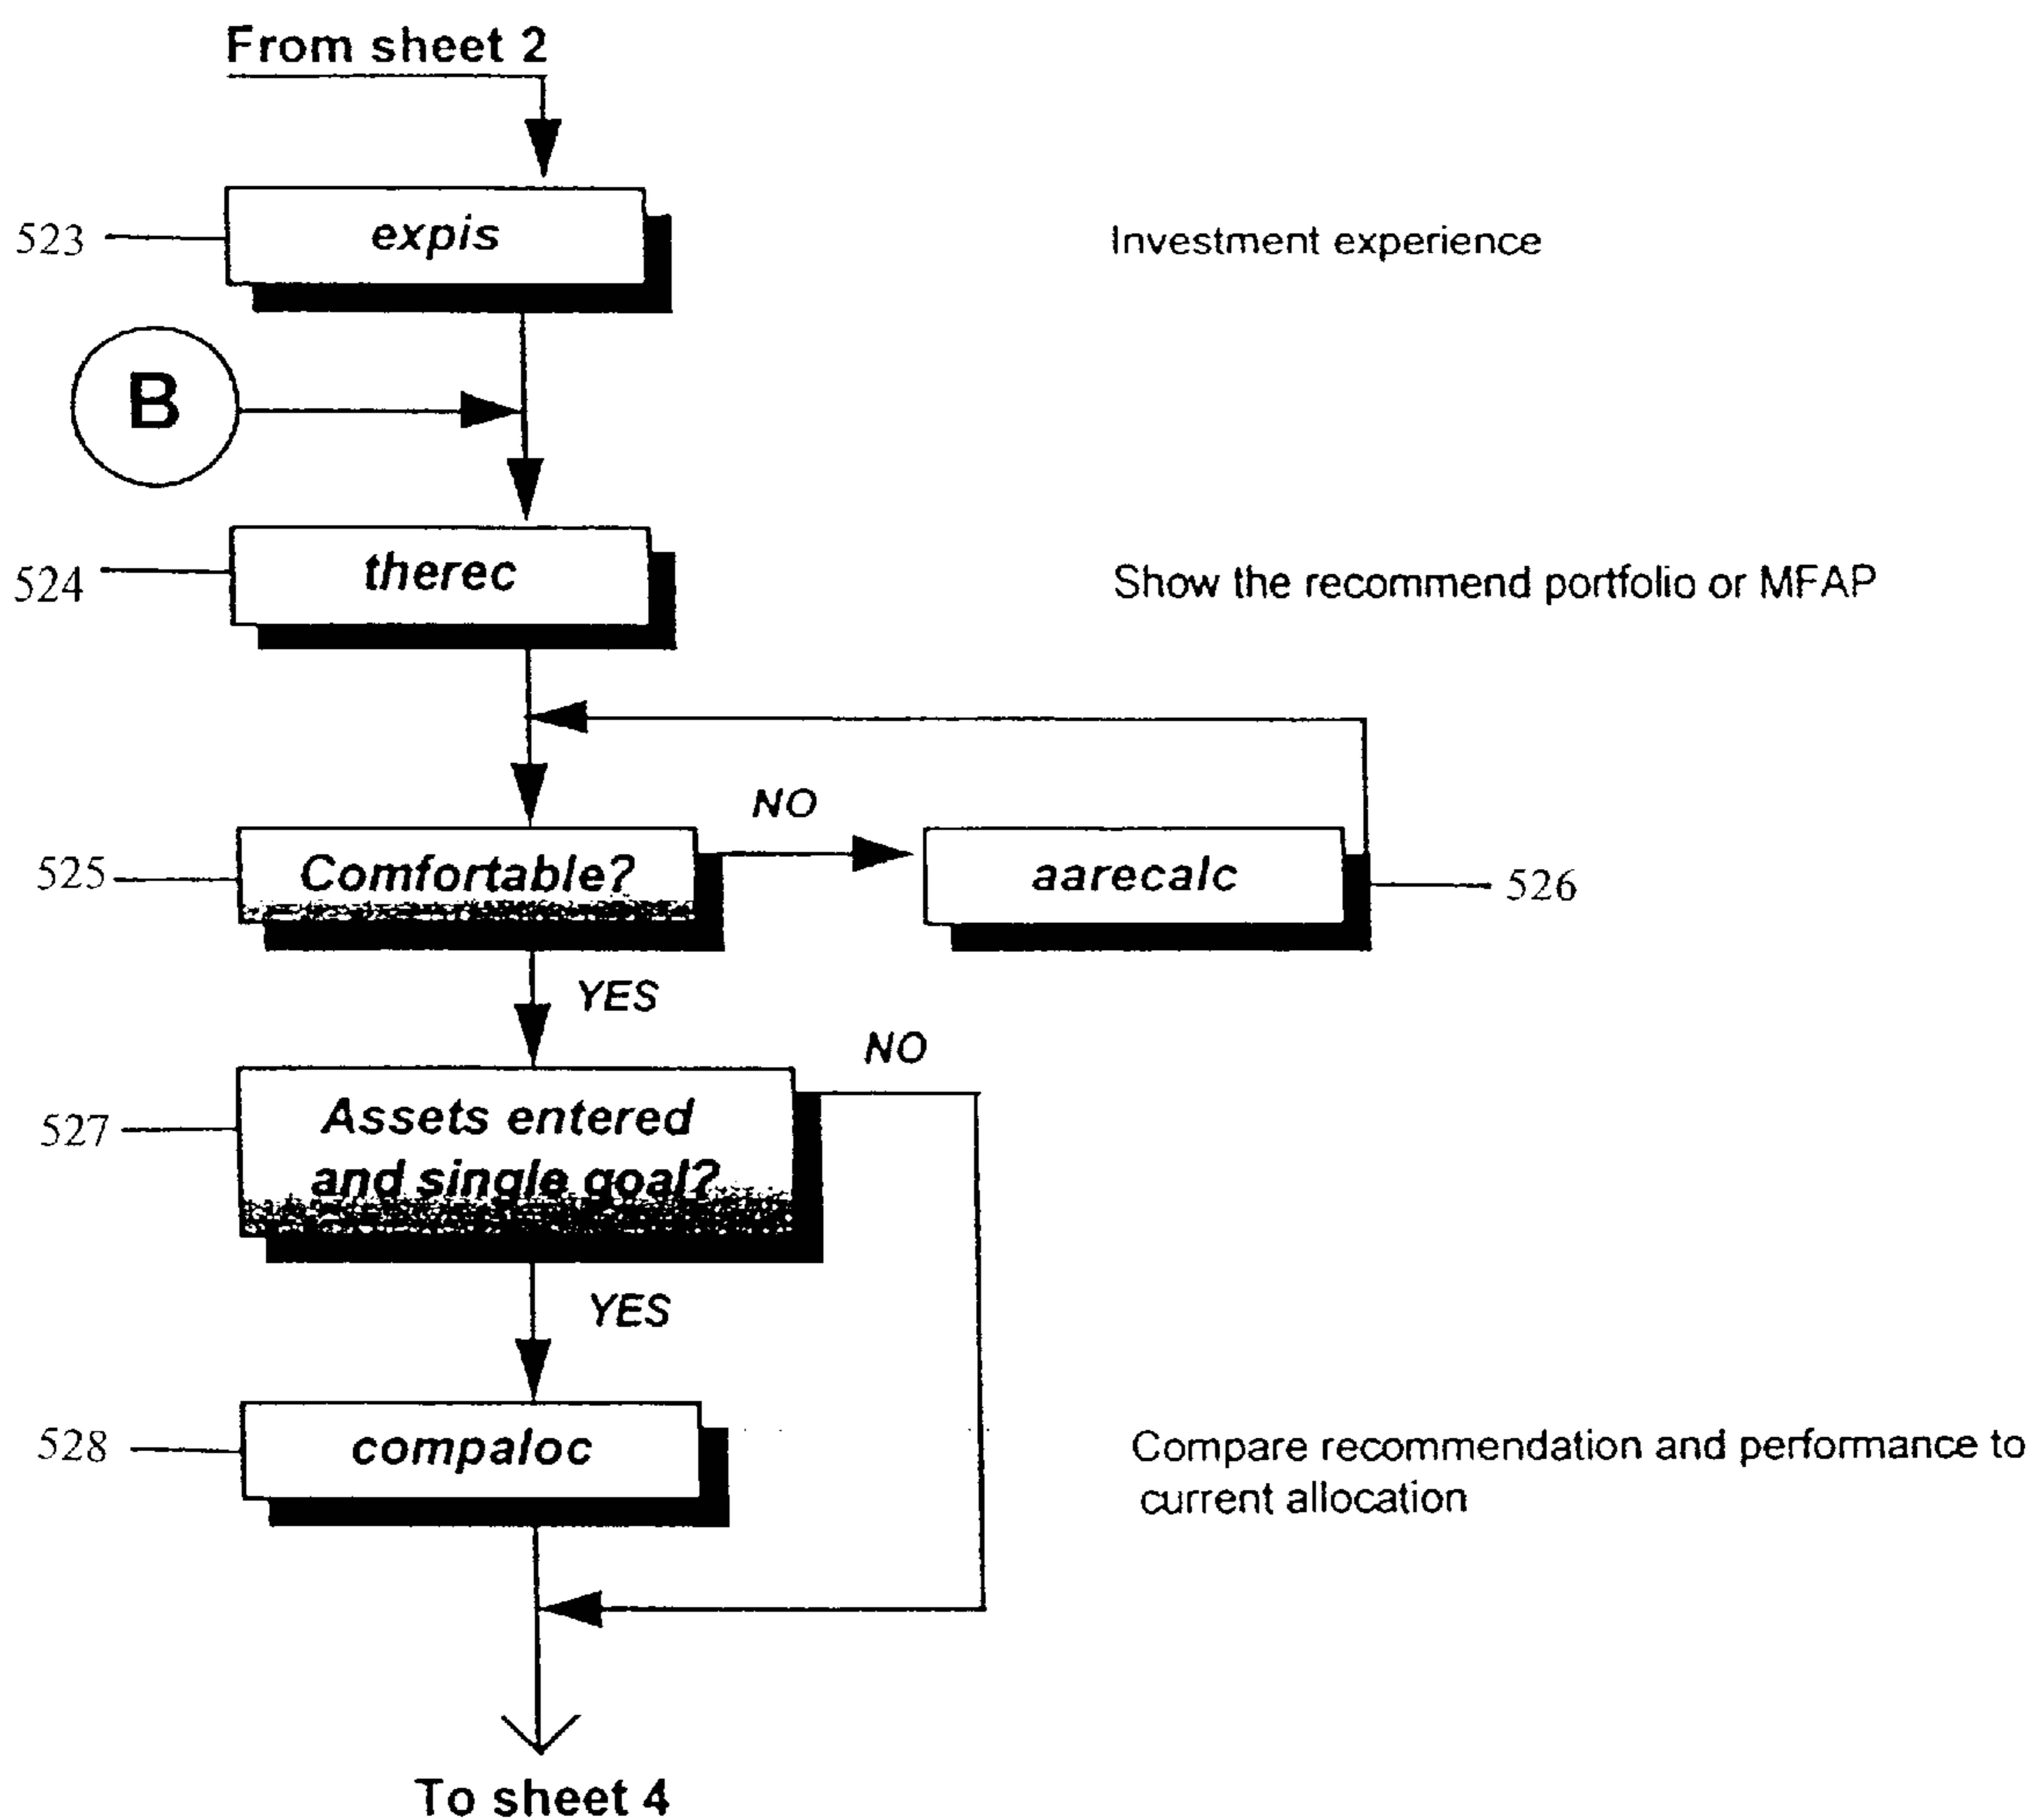 From sheet 2
523
expis
Investment experience
B
524
therec
Show the recommend portfolio or MFAP
NO
525
Comfortable?
aarecalc
526
YES
NO
527
Assets entered
and single goal?
YES
528
compaloc
Compare recommendation and performance to
current allocation
To sheet 4